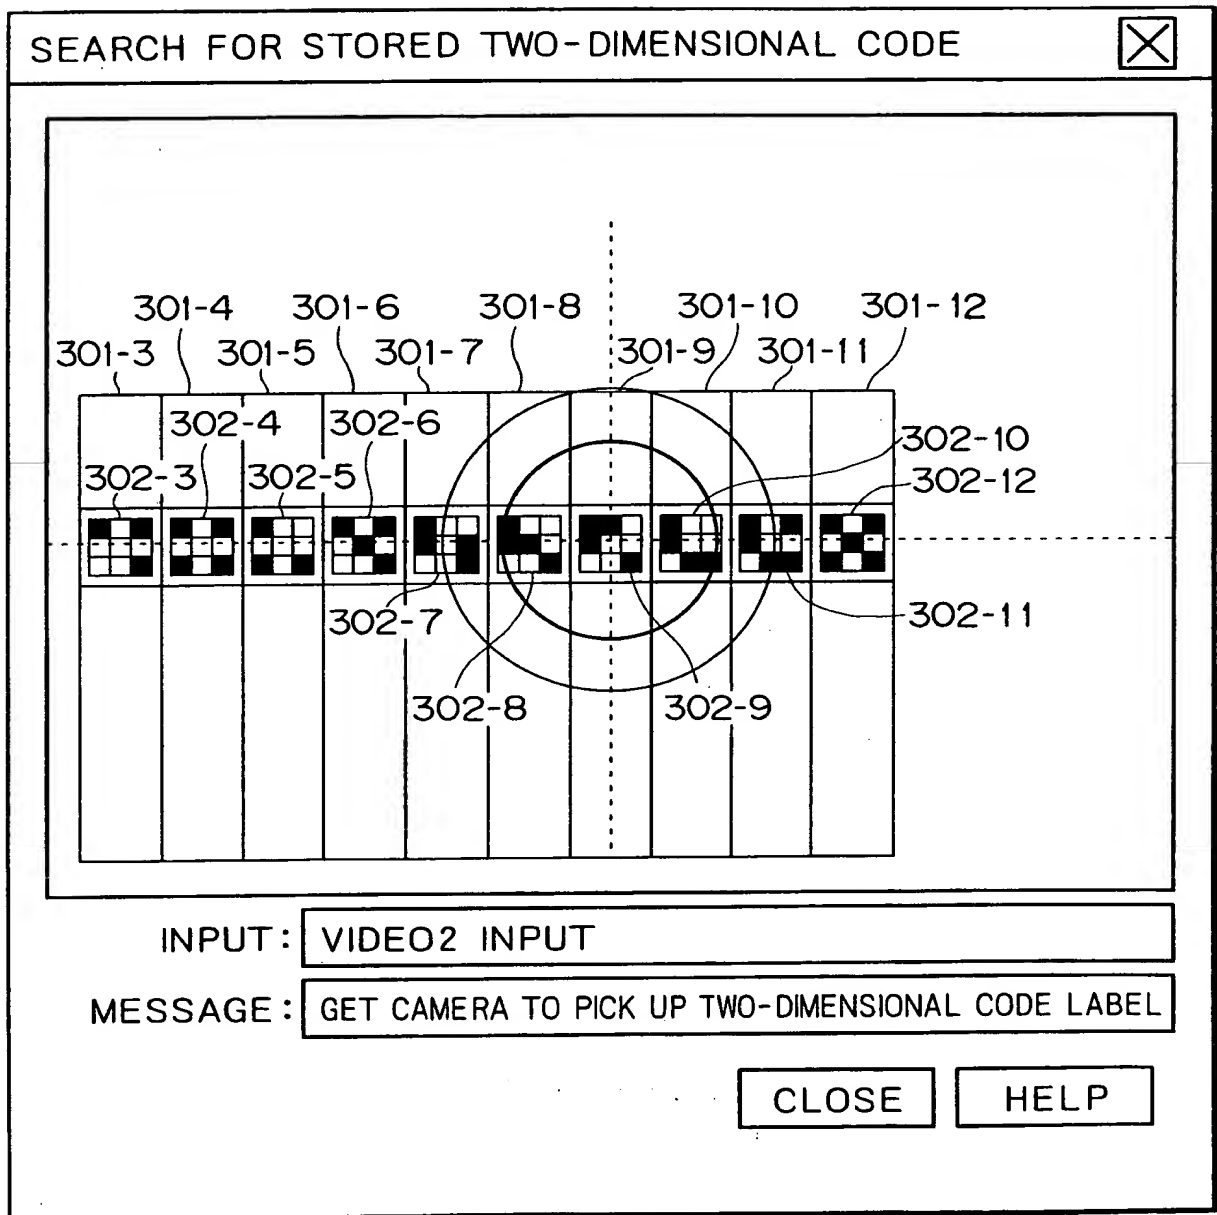 SEARCH FOR STORED TWO-DIMENSIONAL CODE
301-4 301-6 301-8 301-10 301-12
301-3 301-5 301-7 301-9 301-11
302-4 302-6 302-10
302-3 302-5 302-12
302-7 302-11
302-8 302-9
INPUT: VIDEO2 INPUT
MESSAGE: GET CAMERA TO PICK UP TWO-DIMENSIONAL CODE LABEL
CLOSE HELP